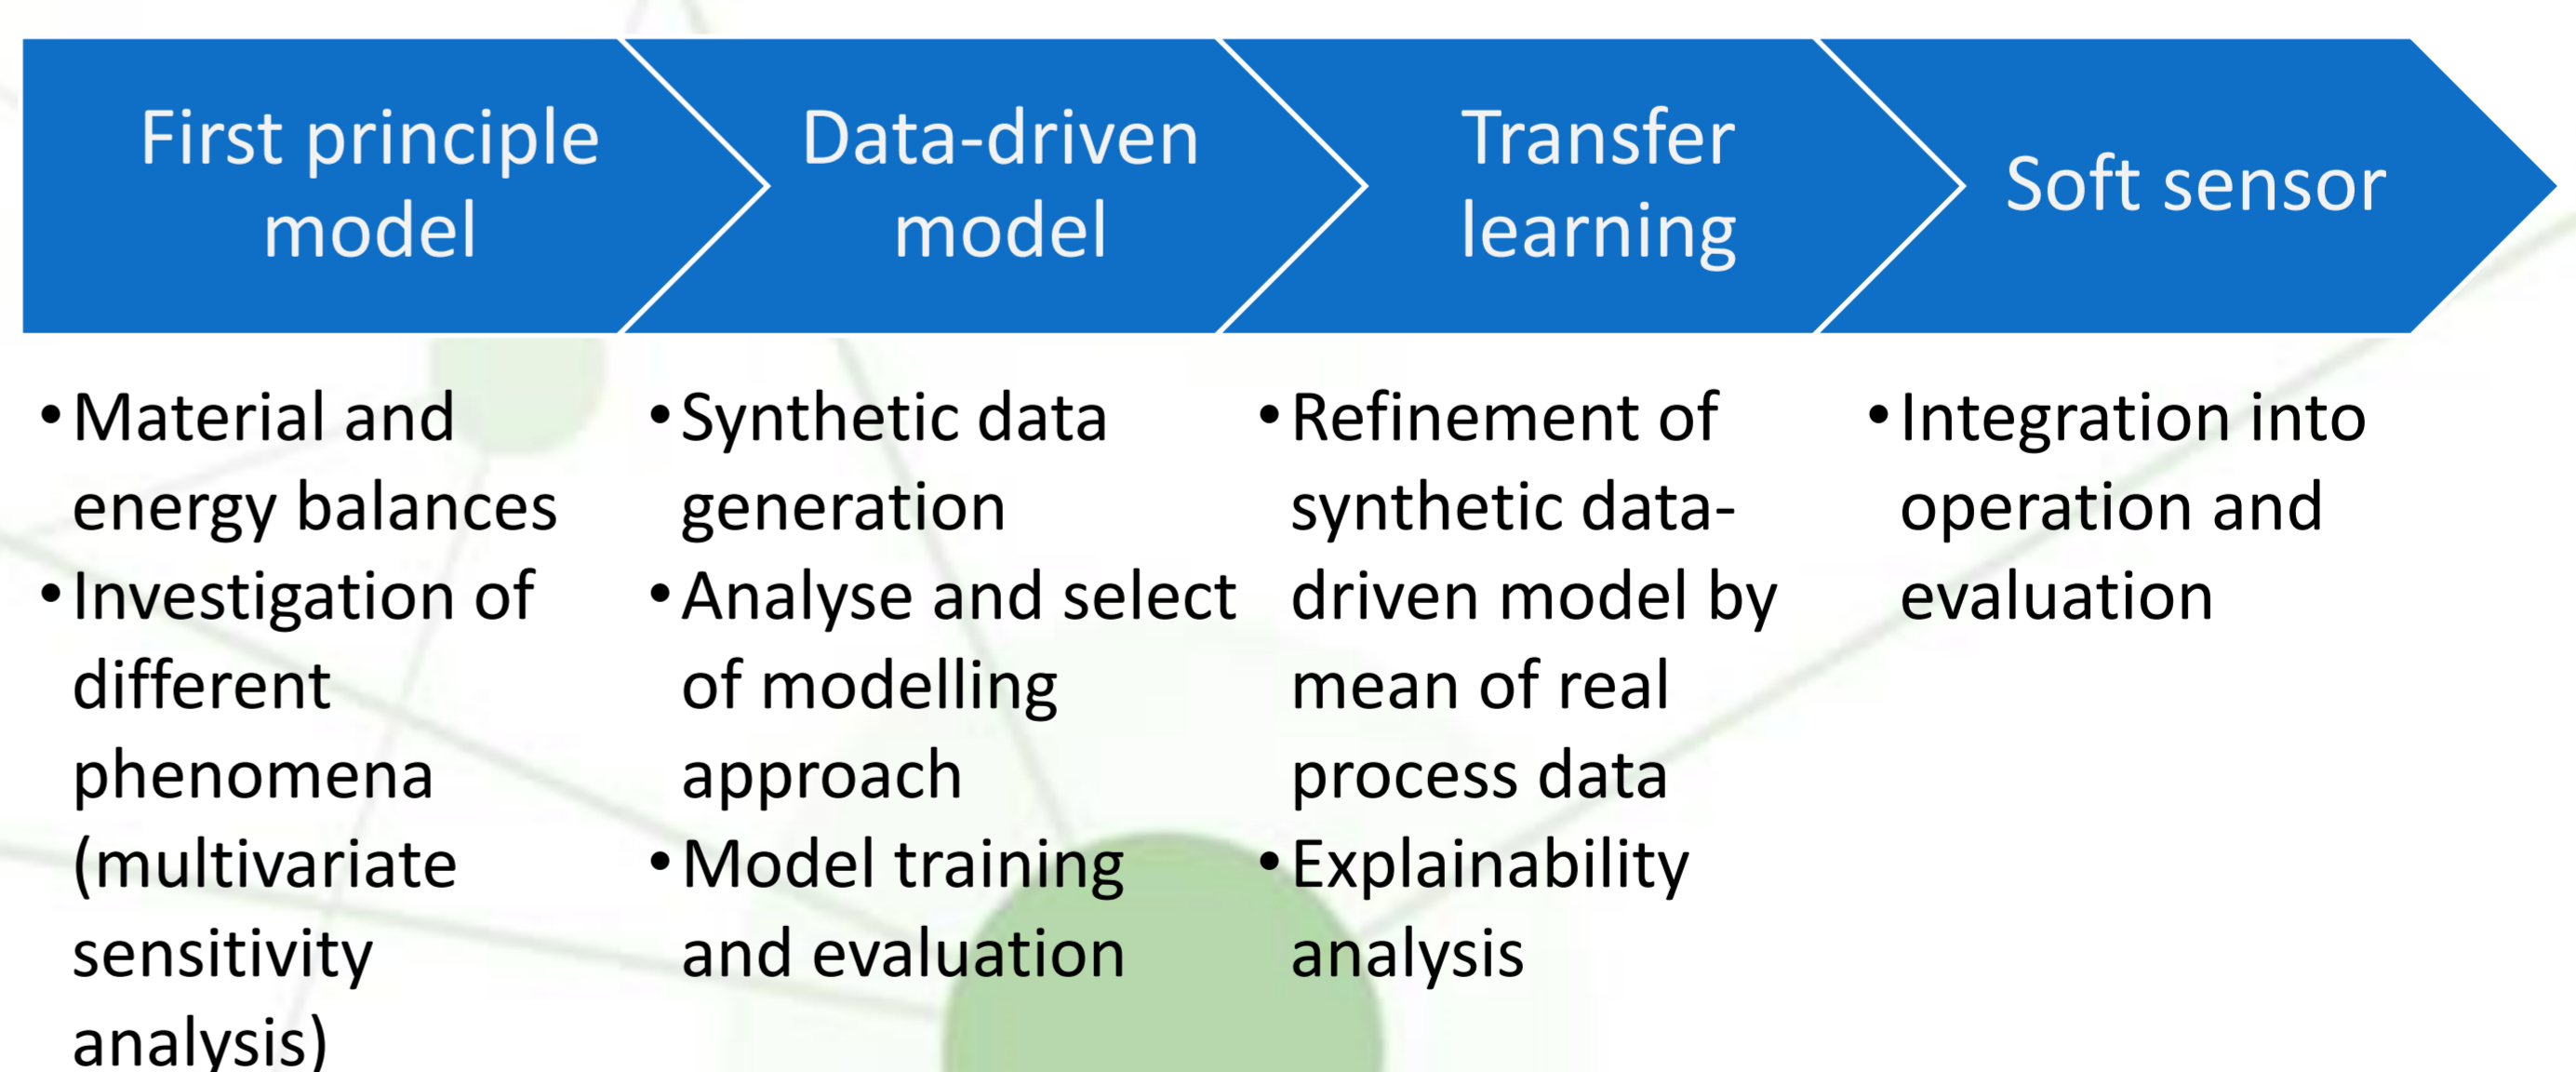 First principle
model
Data-driven
model
Transfer
learning
Soft sensor
•Material and
energy balances
•Investigation of
different
phenomena
(multivariate
sensitivity
analysis)
•Synthetic data
generation
•Analyse and select
of modelling
approach
•Model training
and evaluation
•Refinement of
synthetic data-
driven model by
mean of real
process data
•Explainability
analysis
•Integration into
operation and
evaluation